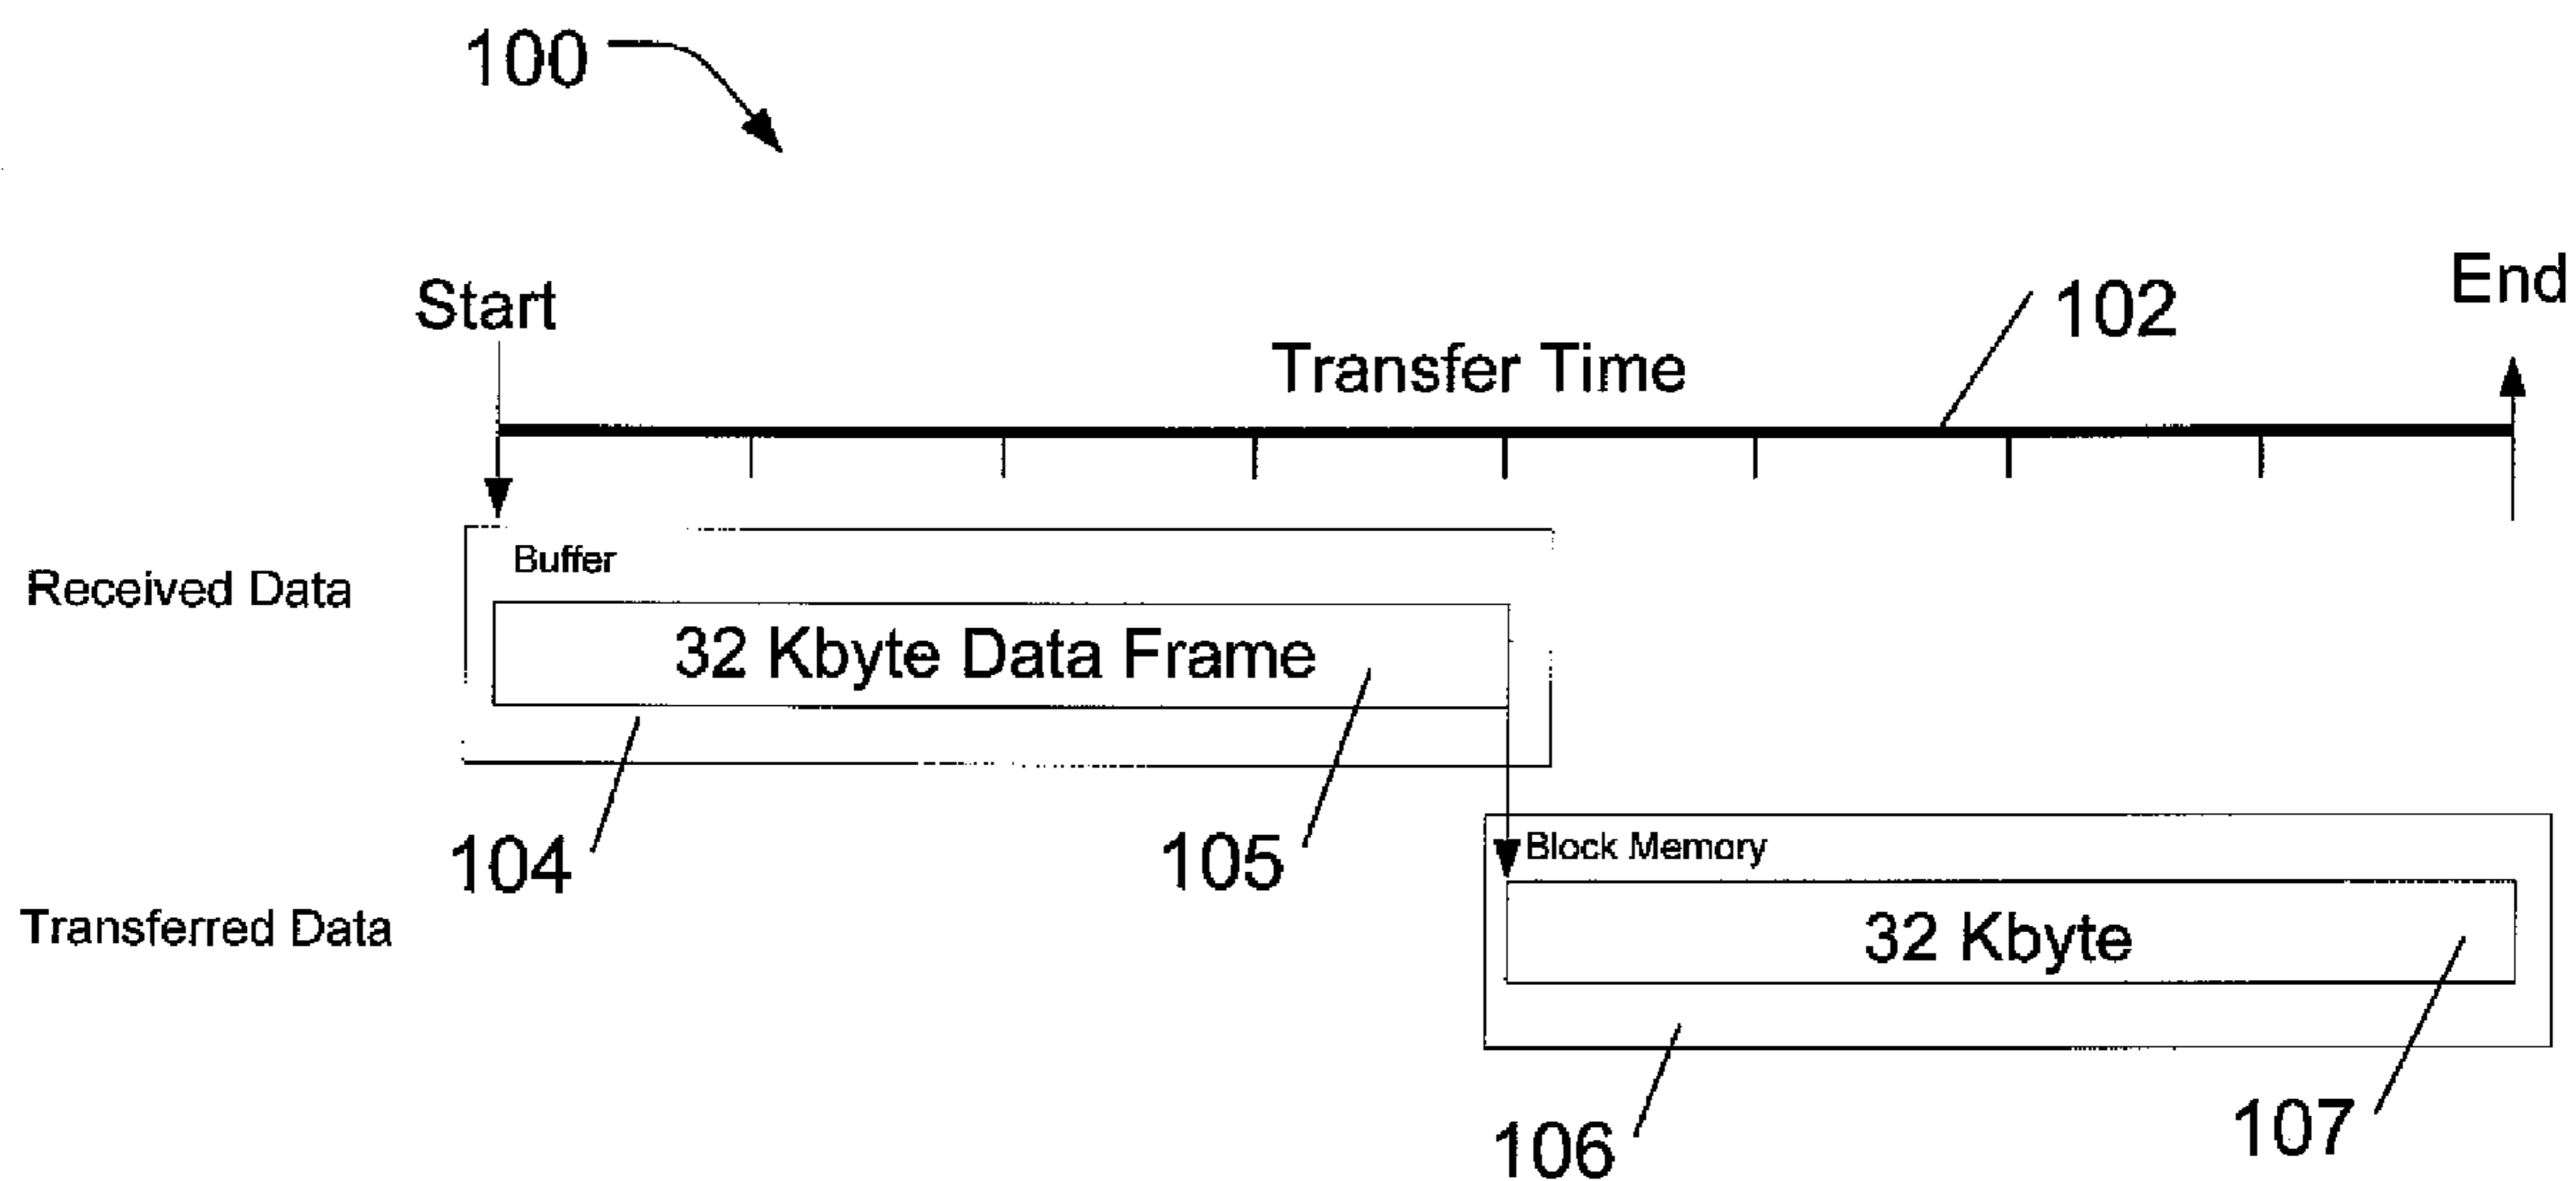 100
Start
End
102
Transfer Time
Buffer
Received Data
32 Kbyte Data Frame
104
105
Block Memory
Transferred Data
32 Kbyte
106
107